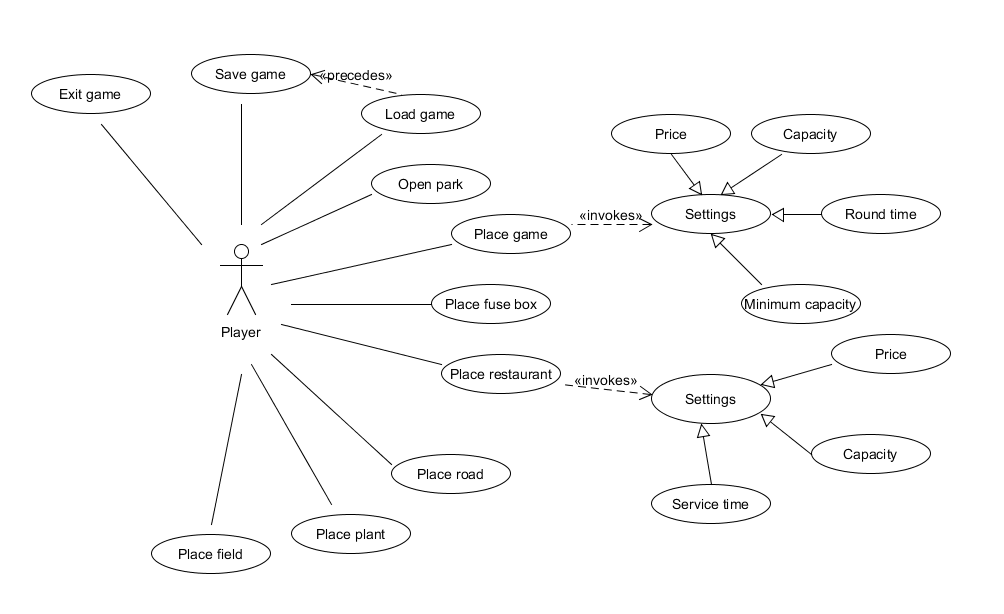 Save game
«precedes»
Exit game
Load game
Price
Capacity
Open park
«invokes»
Settings
Round time
Place game
Place fuse box
Minimum capacity
Player
Price
Place restaurant
«invokes»
Settings
Capacity
Place road
Service time
Place plant
Place field